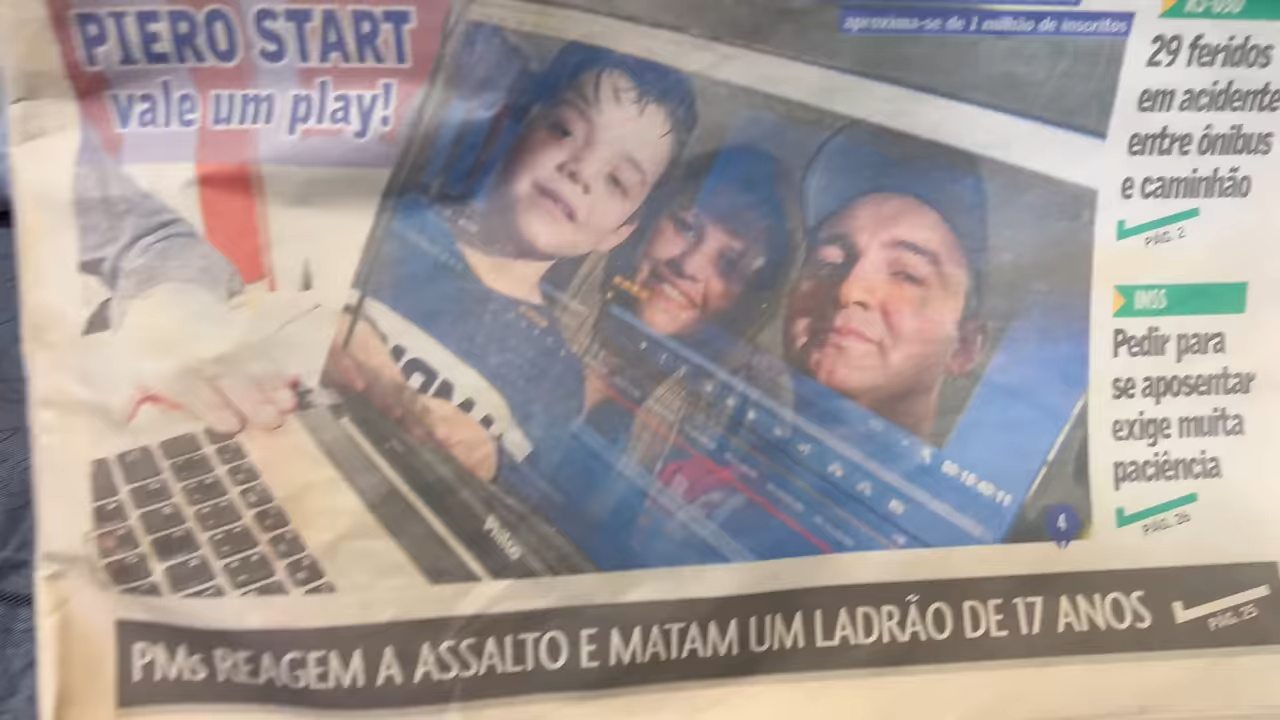 PIERO START
vale um play!
aproxima-se de 1 milhão de inscritos
29 feridos
em acidente
entre ônibus
e caminhão
PÁG. 2
INSS
Pedir para
se aposentar
exige muita
paciência
PÁG. 26
4
Philco
PMs REAGEM A ASSALTO E MATAM UM LADRÃO DE 17 ANOS
PÁG. 25